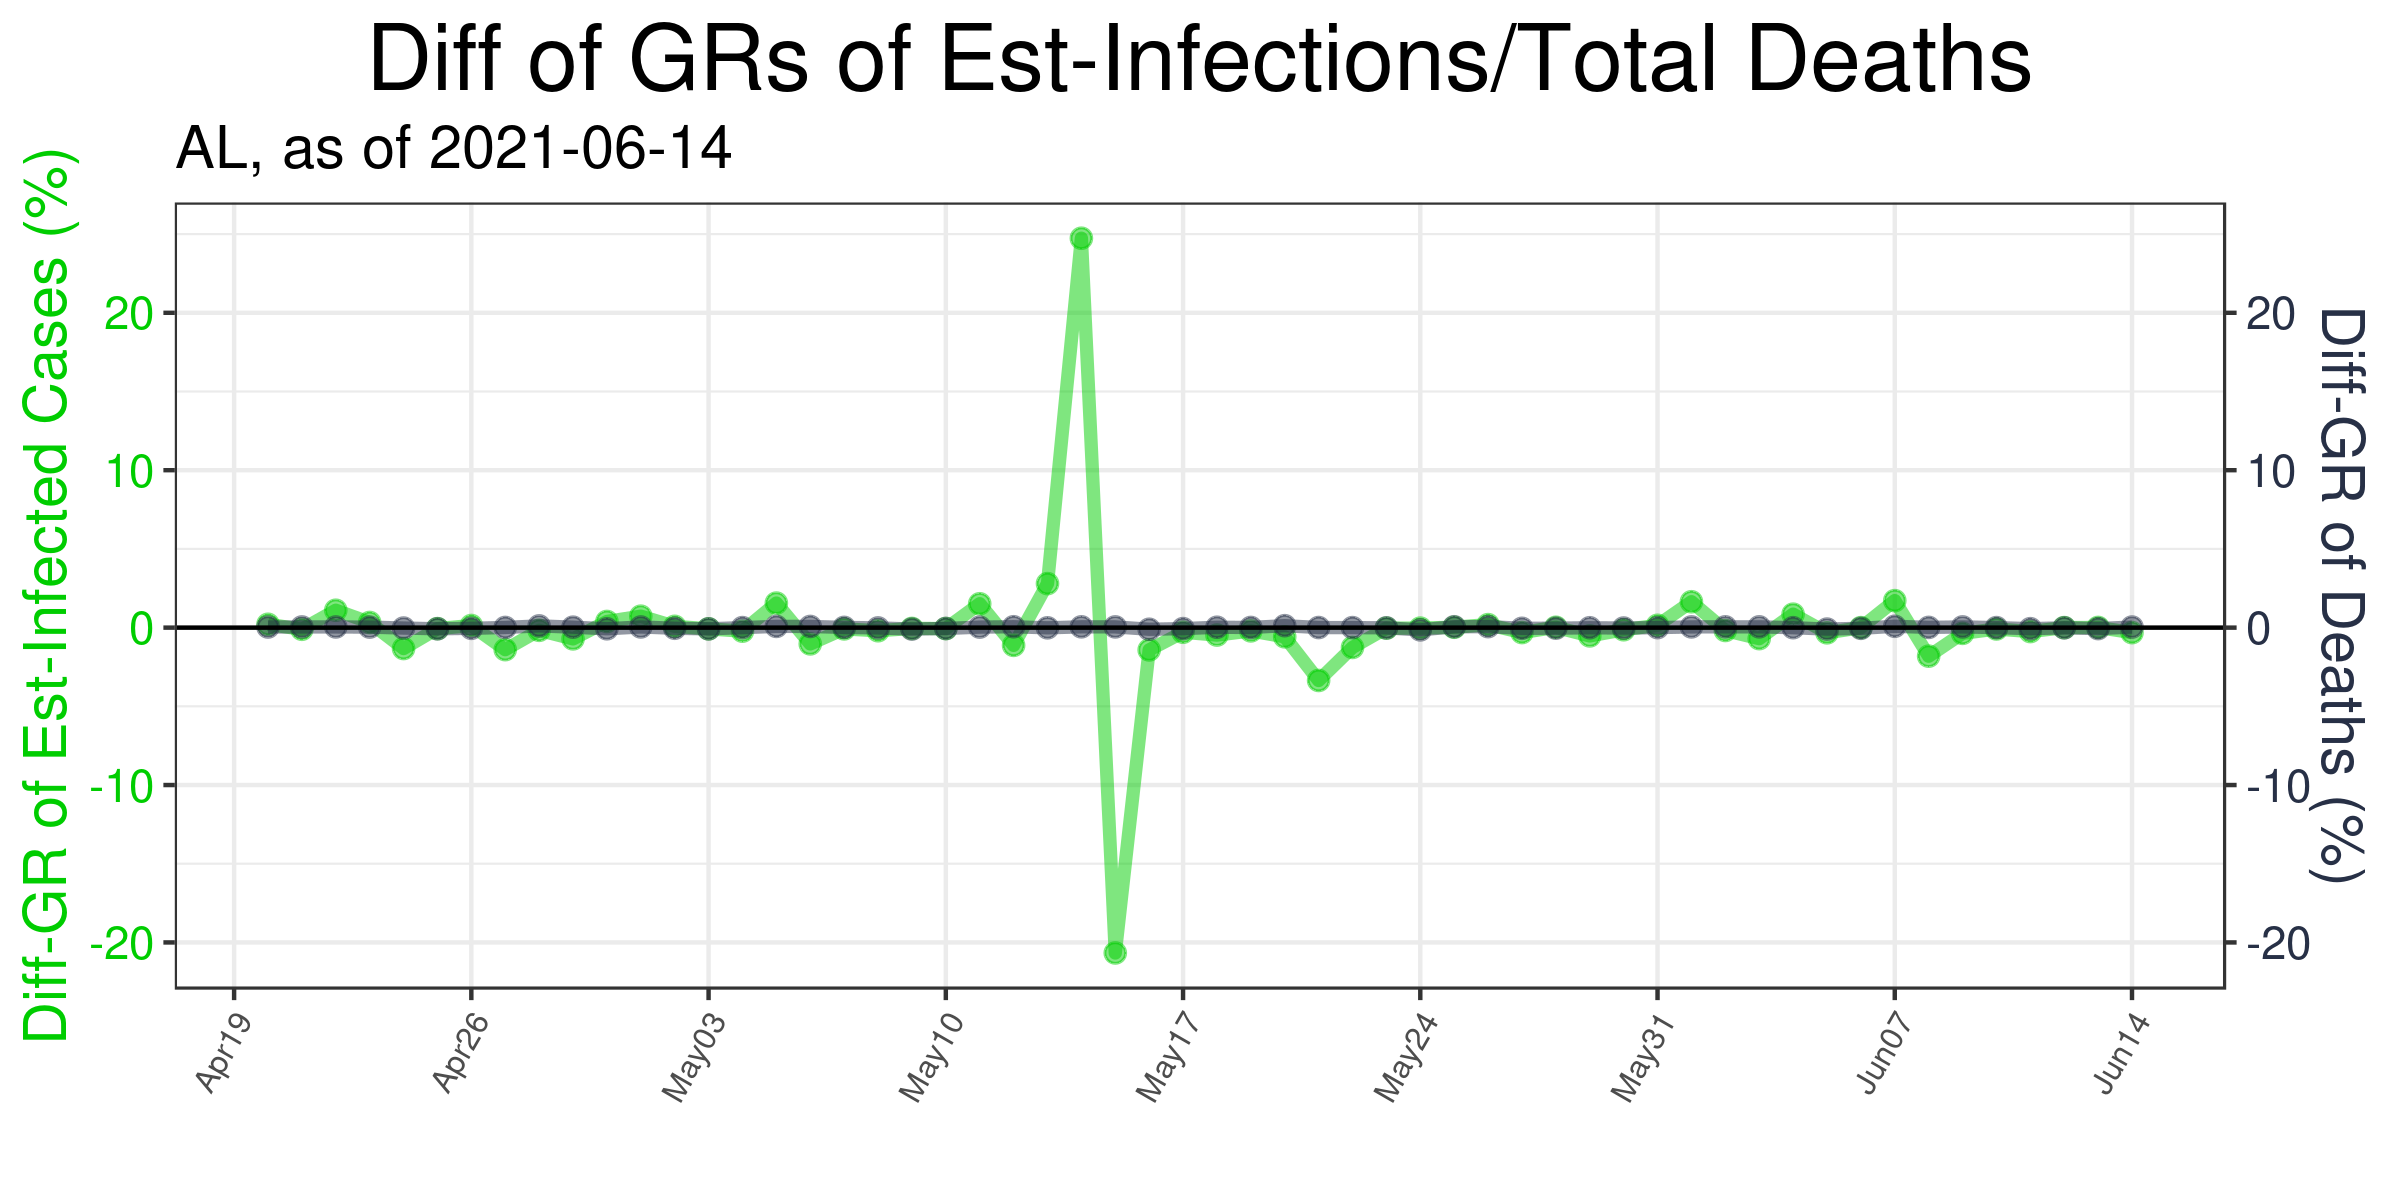 Diff of GRs of Est-Infections/Total Deaths
AL, as of 2021-06-14
Diff-GR of Est-Infected Cases (%)
20
10
0
-10
-20
20
10
0
-10
-20
Diff-GR of Deaths (%)
Apr19
Apr26
May03
May10
May17
May24
May31
Jun07
Jun14